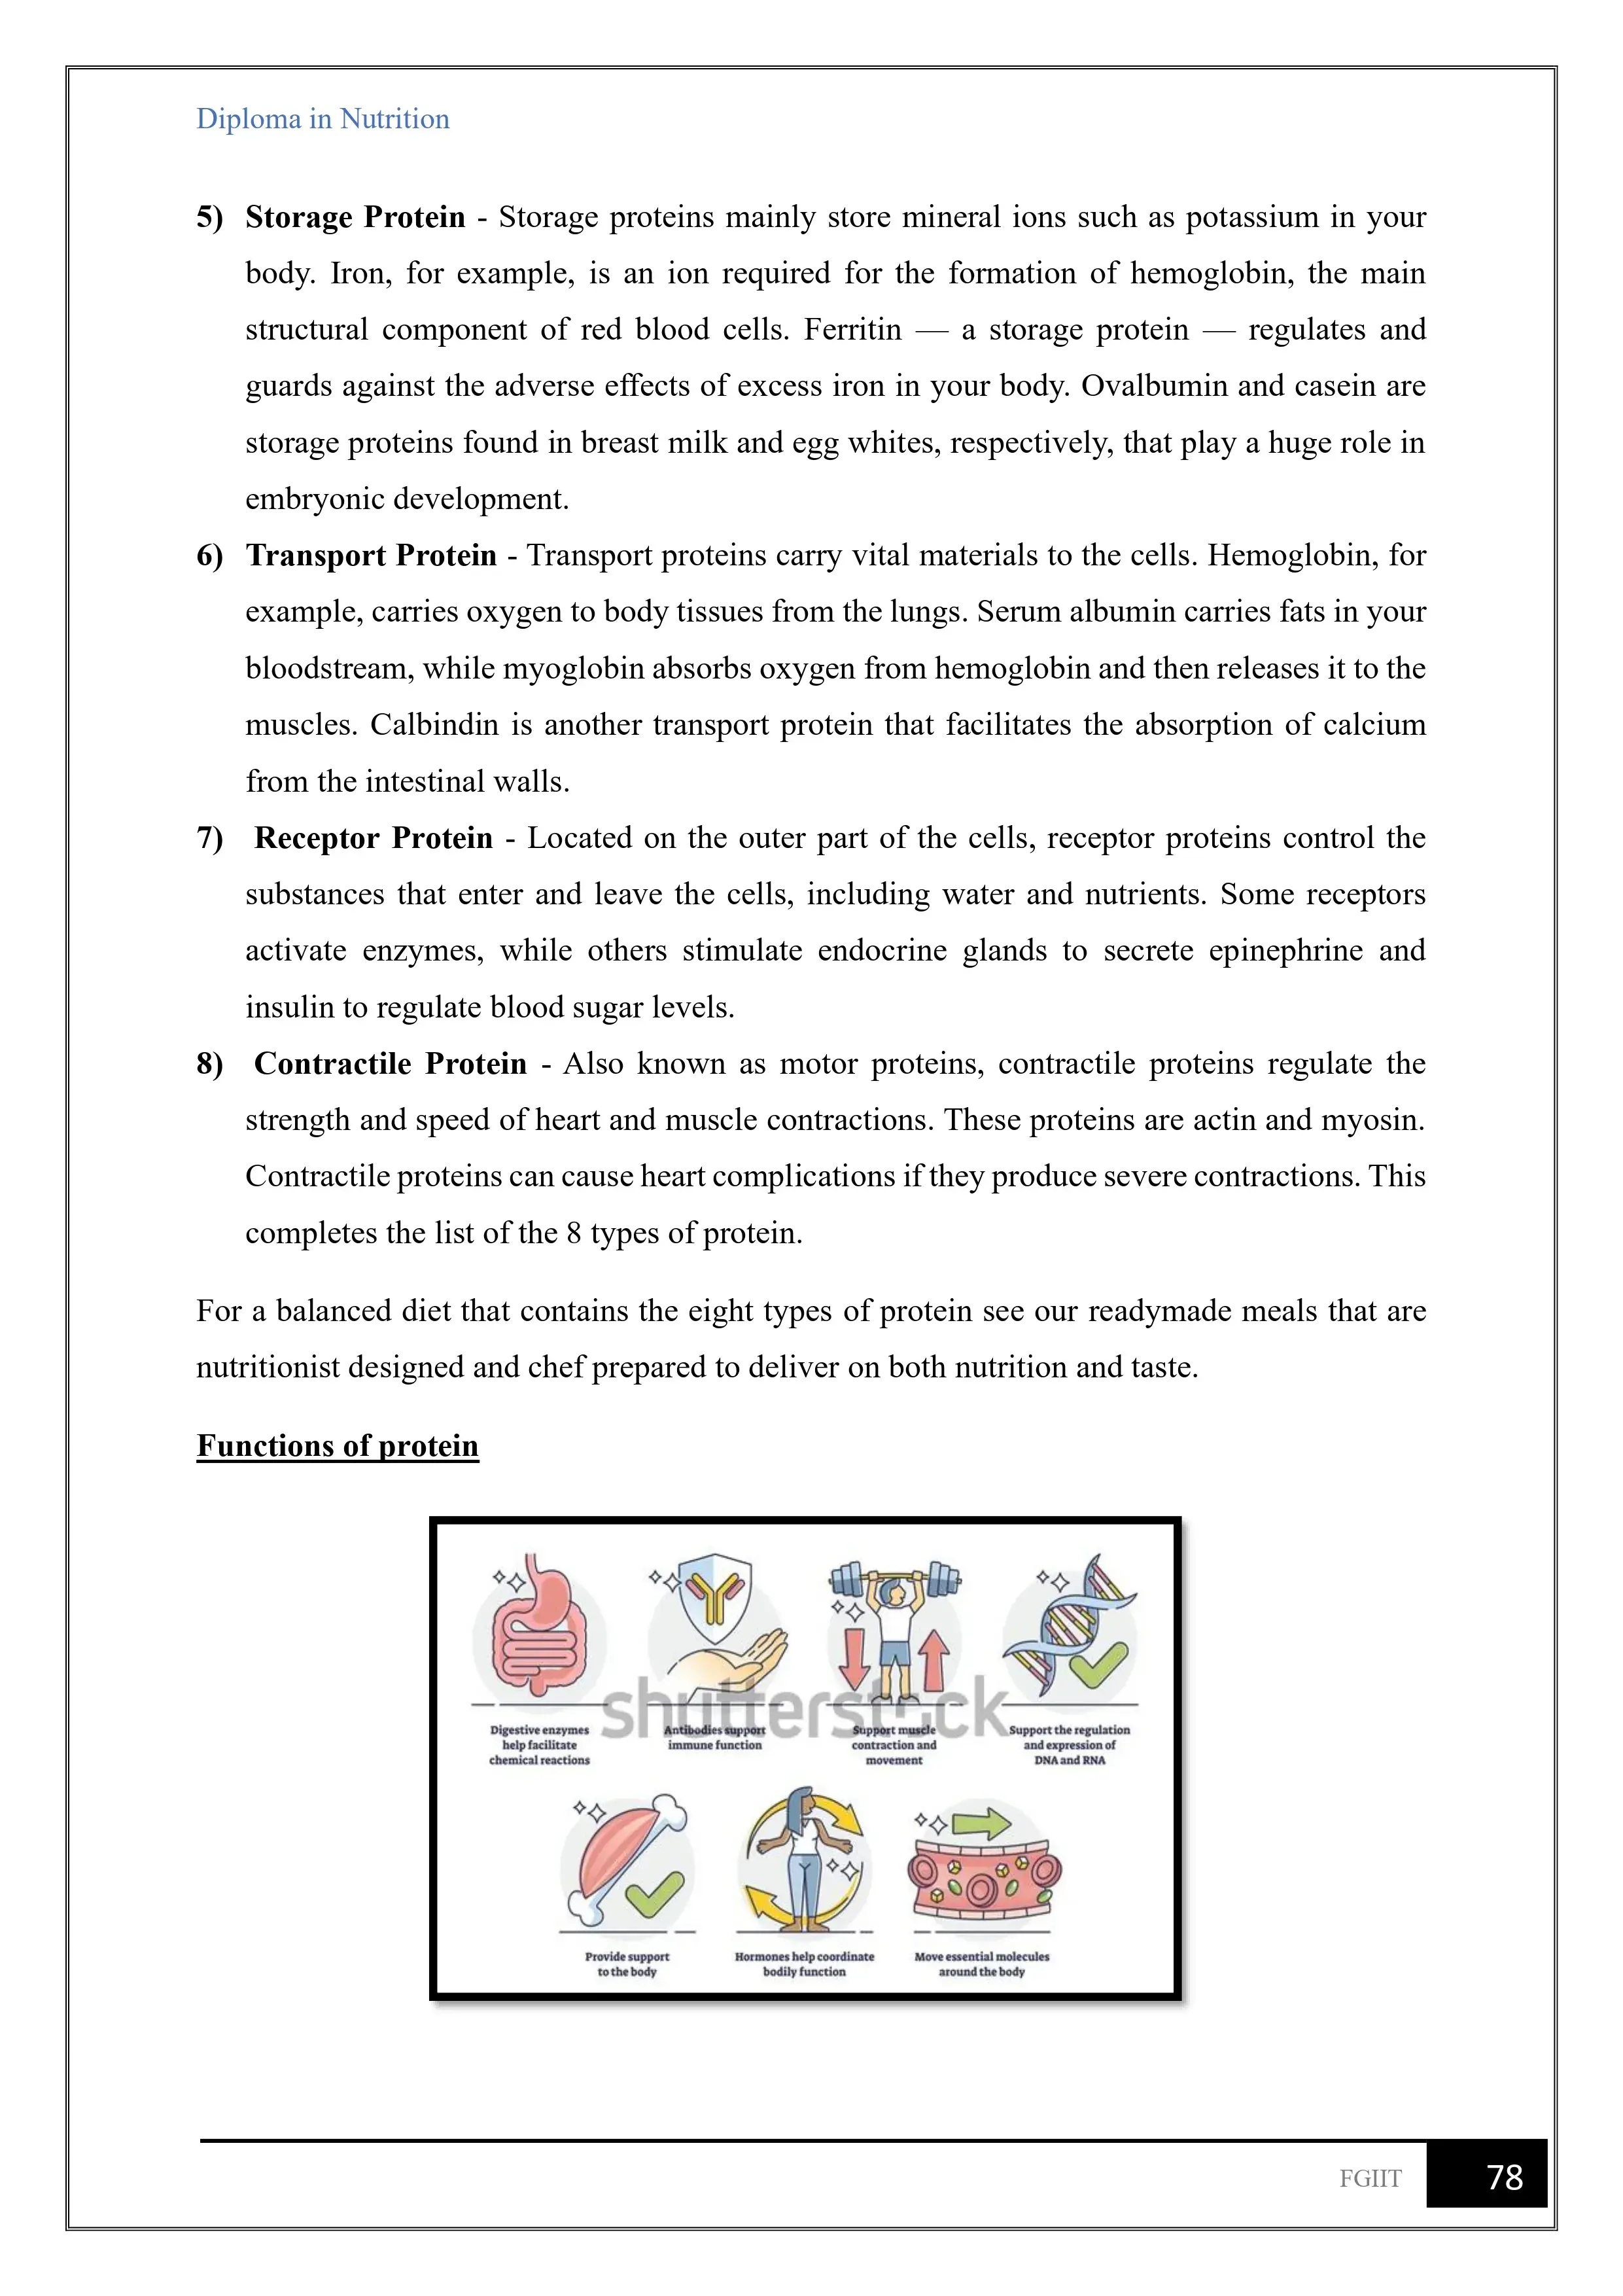 Diploma in Nutrition
5) Storage Protein - Storage proteins mainly store mineral ions such as potassium in your
body. Iron, for example, is an ion required for the formation of hemoglobin, the main
structural component of red blood cells. Ferritin — a storage protein — regulates and
guards against the adverse effects of excess iron in your body. Ovalbumin and casein are
storage proteins found in breast milk and egg whites, respectively, that play a huge role in
embryonic development.
6) Transport Protein - Transport proteins carry vital materials to the cells. Hemoglobin, for
example, carries oxygen to body tissues from the lungs. Serum albumin carries fats in your
bloodstream, while myoglobin absorbs oxygen from hemoglobin and then releases it to the
muscles. Calbindin is another transport protein that facilitates the absorption of calcium
from the intestinal walls.
7) Receptor Protein - Located on the outer part of the cells, receptor proteins control the
substances that enter and leave the cells, including water and nutrients. Some receptors
activate enzymes, while others stimulate endocrine glands to secrete epinephrine and
insulin to regulate blood sugar levels.
8) Contractile Protein - Also known as motor proteins, contractile proteins regulate the
strength and speed of heart and muscle contractions. These proteins are actin and myosin.
Contractile proteins can cause heart complications if they produce severe contractions. This
completes the list of the 8 types of protein.
For a balanced diet that contains the eight types of protein see our readymade meals that are
nutritionist designed and chef prepared to deliver on both nutrition and taste.
Functions of protein
shutterstock
Digestive enzymes
help facilitate
chemical reactions
Antibodies support
immune function
Support muscle
contraction and
movement
Support the regulation
and expression of
DNA and RNA
Provide support
to the body
Hormones help coordinate
bodily function
Move essential molecules
around the body
FGIIT
78